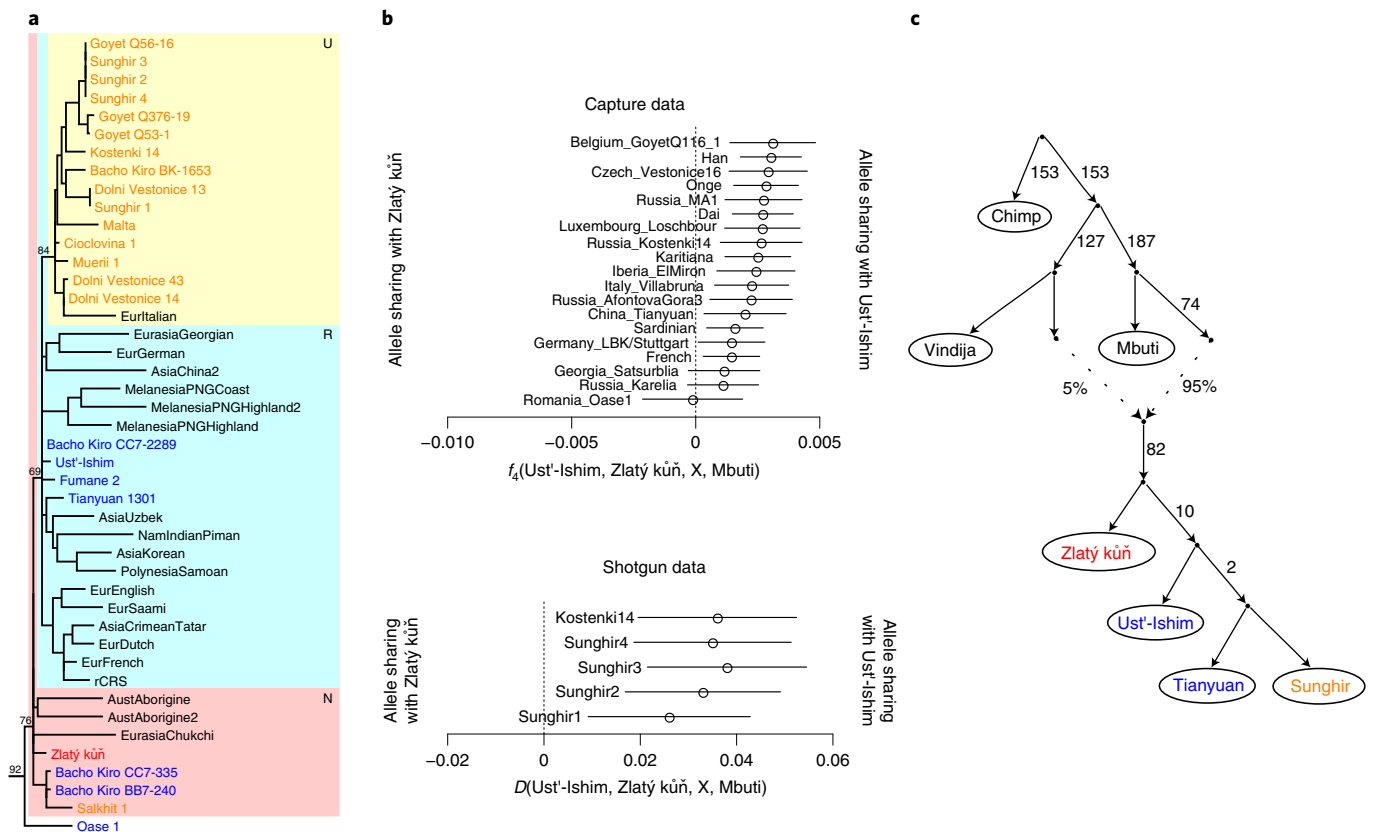 a
Goyet Q56-16
U
Sunghir 3
Sunghir 2
Sunghir 4
Goyet Q376-19
Goyet Q53-1
Kostenki 14
Bacho Kiro BK-1653
Dolni Vestonice 13
Sunghir 1
Malta
Cioclovina 1
84
Muerii 1
Dolni Vestonice 43
Dolni Vestonice 14
EurItalian
EurasiaGeorgian
R
EurGerman
AsiaChina2
MelanesiaPNGCoast
MelanesiaPNGHighland2
MelanesiaPNGHighland
Bacho Kiro CC7-2289
Ust'-Ishim
69
Fumane 2
Tianyuan 1301
AsiaUzbek
NamIndianPiman
AsiaKorean
PolynesiaSamoan
EurEnglish
EurSaami
AsiaCrimeanTatar
EurDutch
EurFrench
rCRS
AustAborigine
N
AustAborigine2
76
EurasiaChukchi
Zlatý kůň
92
Bacho Kiro CC7-335
Bacho Kiro BB7-240
Salkhit 1
Oase 1
b
Capture data
Allele sharing with Zlatý kůň
Allele sharing with Ust'-Ishim
Belgium_GoyetQ116_1
Han
Czech_Vestonice16
Onge
Russia_MA1
Dai
Luxembourg_Loschbour
Russia_Kostenki14
Karitiana
Iberia_ElMiron
Italy_Villabruna
Russia_AfontovaGora3
China_Tianyuan
Sardinian
Germany_LBK/Stuttgart
French
Georgia_Satsurblia
Russia_Karelia
Romania_Oase1
−0.010 −0.005 0 0.005
f4(Ust'-Ishim, Zlatý kůň, X, Mbuti)
Shotgun data
Allele sharing
with Zlatý kůň
Allele sharing
with Ust'-Ishim
Kostenki14
Sunghir4
Sunghir3
Sunghir2
Sunghir1
−0.02 0 0.02 0.04 0.06
D(Ust'-Ishim, Zlatý kůň, X, Mbuti)
c
153 153
Chimp
127 187
74
Vindija
Mbuti
5% 95%
82
10
Zlatý kůň
2
Ust'-Ishim
Tianyuan
Sunghir